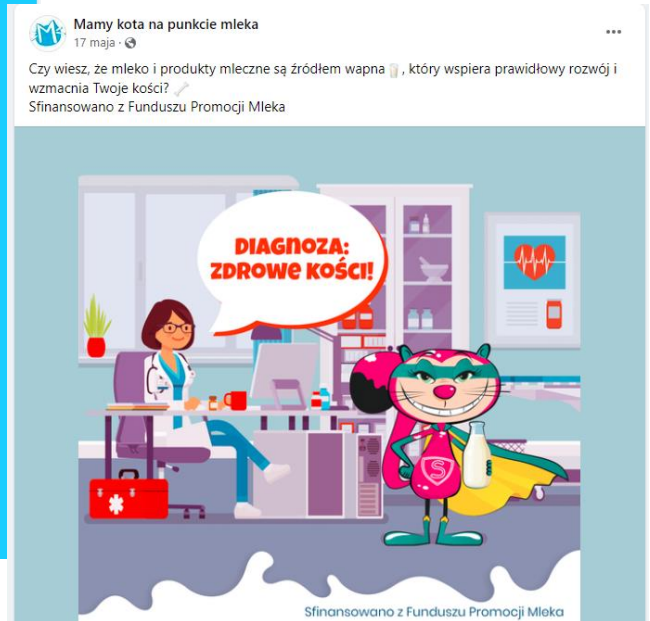 Mamy kota na punkcie mleka
17 maja ·
Czy wiesz, że mleko i produkty mleczne są źródłem wapna 🥛, który wspiera prawidłowy rozwój i
wzmacnia Twoje kości? 🦴
Sfinansowano z Funduszu Promocji Mleka
DIAGNOZA:
ZDROWE KOŚCI!
S
Sfinansowano z Funduszu Promocji Mleka